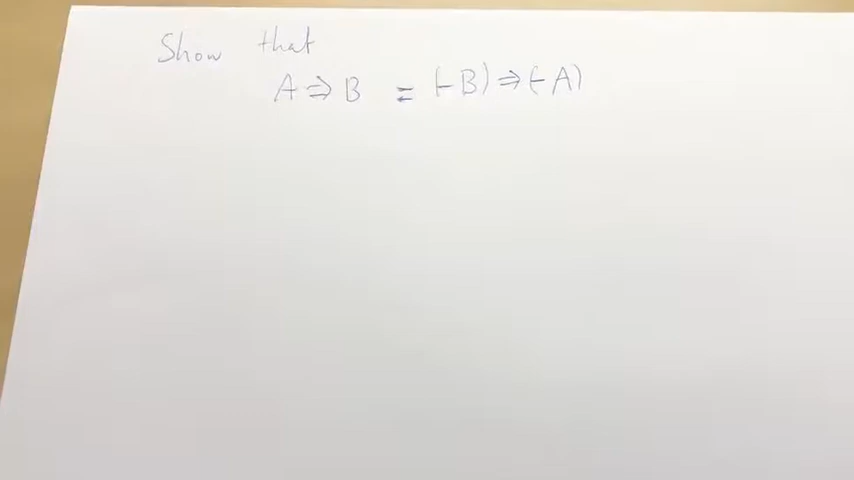 Show that
A ⇒ B ≡ (¬B) ⇒ (¬A)